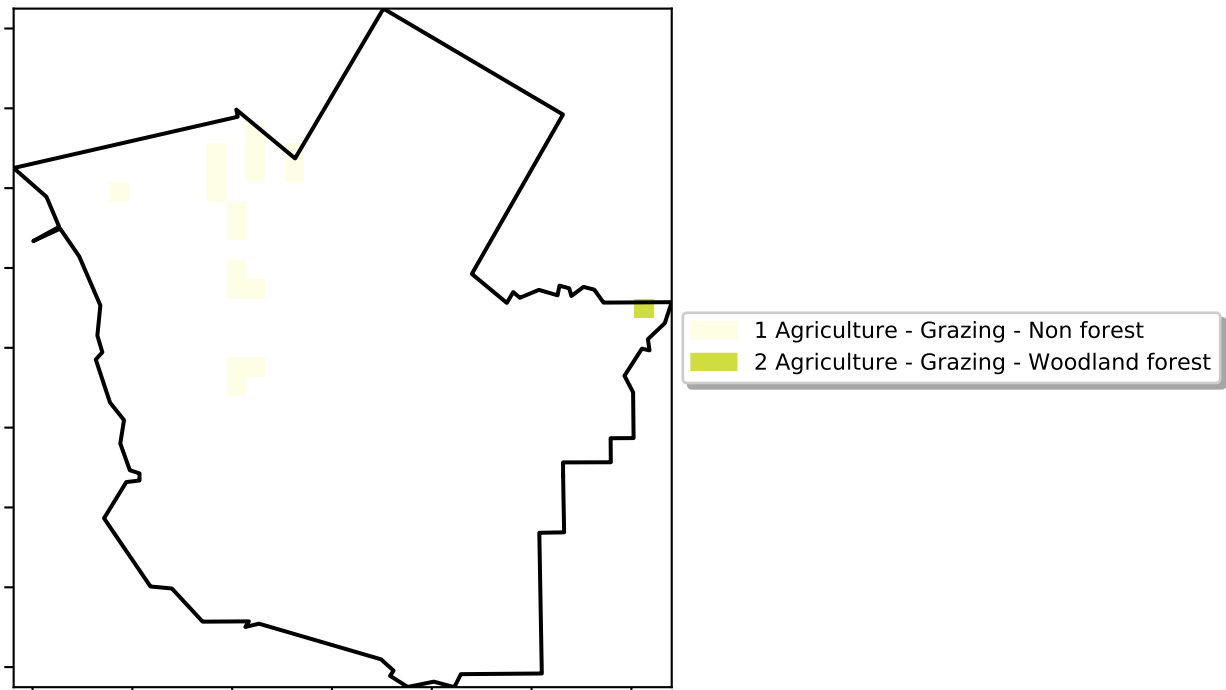 1 Agriculture - Grazing - Non forest
2 Agriculture - Grazing - Woodland forest